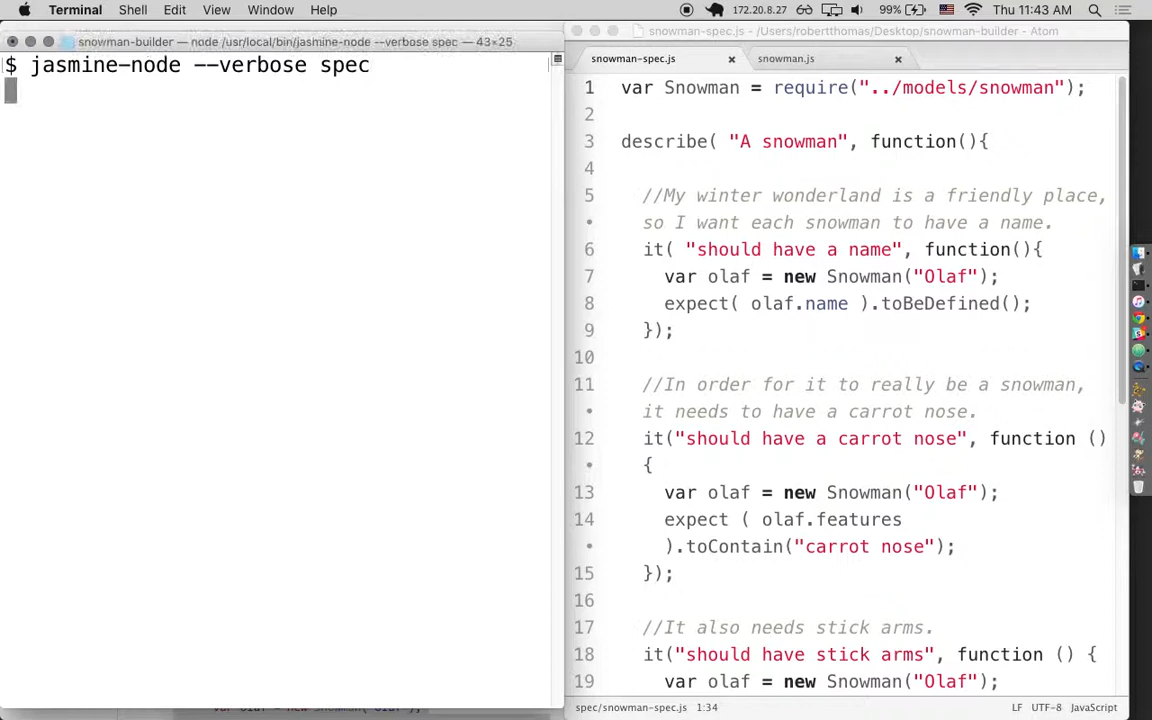 Terminal Shell Edit View Window Help 172.20.8.27 99% Thu 11:43 AM
snowman-builder — node /usr/local/bin/jasmine-node --verbose spec — 43×25
$ jasmine-node --verbose spec
snowman-spec.js - /Users/robertthomas/Desktop/snowman-builder - Atom
snowman-spec.js snowman.js
1 var Snowman = require("../models/snowman");
2
3 describe( "A snowman", function(){
4
5 //My winter wonderland is a friendly place,
• so I want each snowman to have a name.
6 it( "should have a name", function(){
7 var olaf = new Snowman("Olaf");
8 expect( olaf.name ).toBeDefined();
9 });
10
11 //In order for it to really be a snowman,
• it needs to have a carrot nose.
12 it("should have a carrot nose", function ()
• {
13 var olaf = new Snowman("Olaf");
14 expect ( olaf.features
• ).toContain("carrot nose");
15 });
16
17 //It also needs stick arms.
18 it("should have stick arms", function () {
19 var olaf = new Snowman("Olaf");
spec/snowman-spec.js 1:34 LF UTF-8 JavaScript